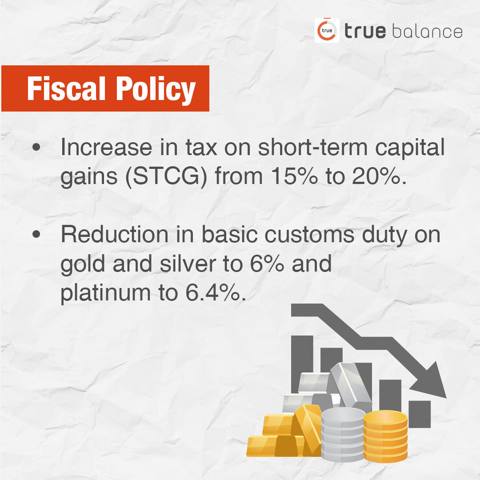 true true balance
Fiscal Policy
• Increase in tax on short-term capital
gains (STCG) from 15% to 20%.
• Reduction in basic customs duty on
gold and silver to 6% and
platinum to 6.4%.